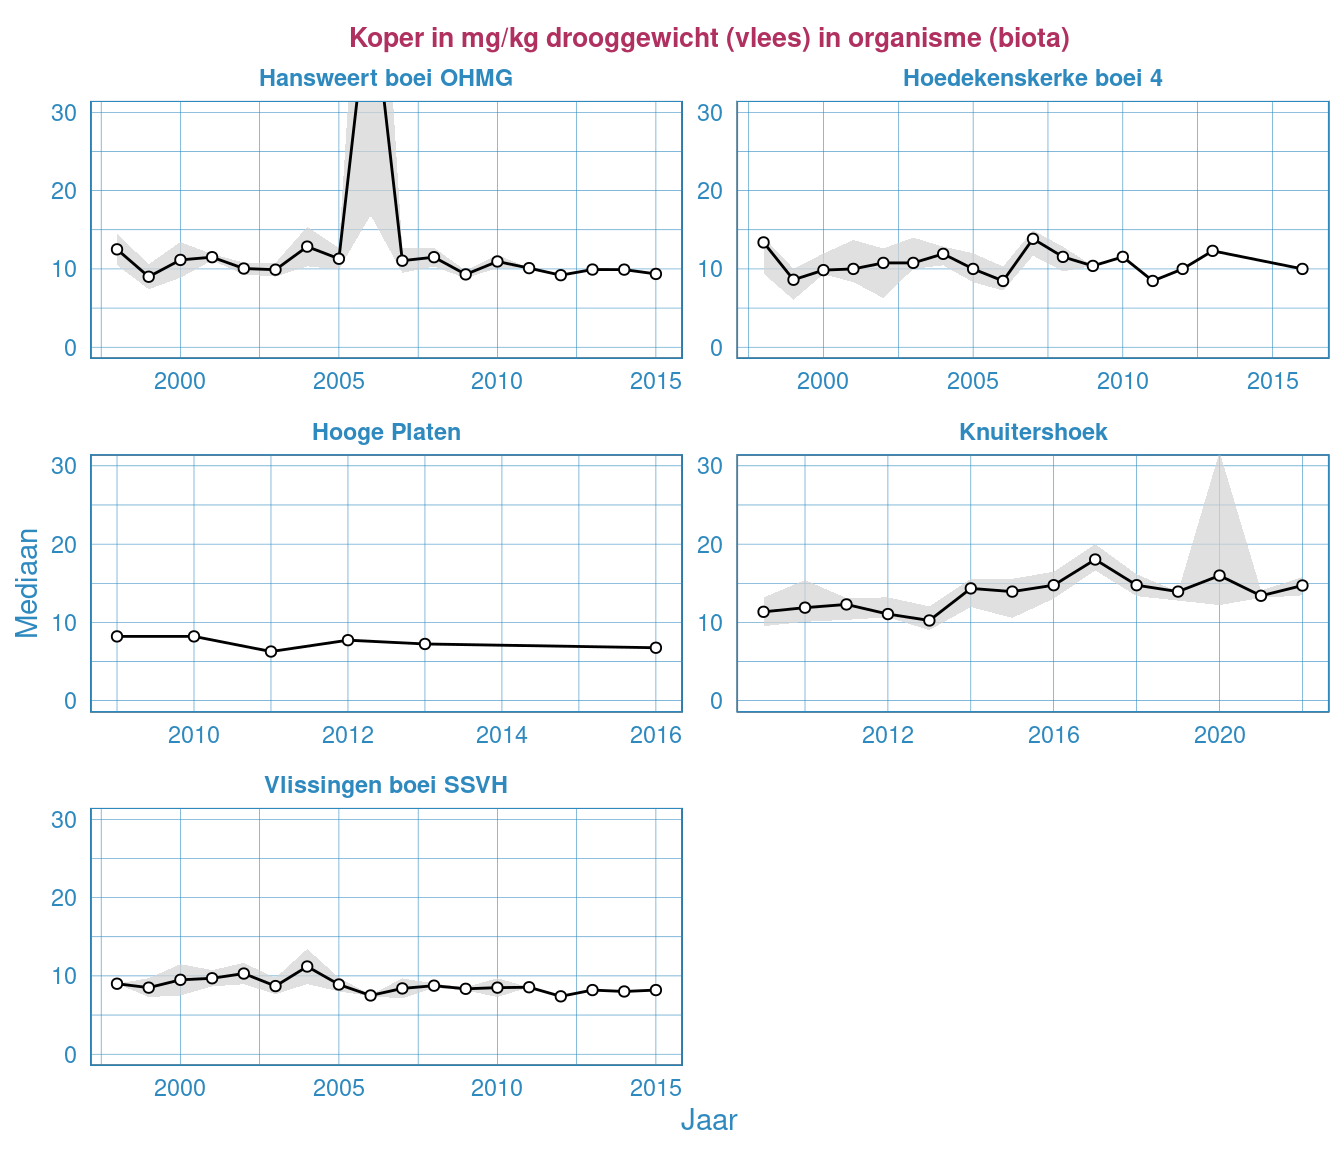 Koper in mg/kg drooggewicht (vlees) in organisme (biota)
Hansweert boei OHMG
Hoedekenskerke boei 4
30
20
10
0
2000 2005 2010 2015
30
20
10
0
2000 2005 2010 2015
Hooge Platen
Knuitershoek
Mediaan
30
20
10
0
2010 2012 2014 2016
30
20
10
0
2012 2016 2020
Vlissingen boei SSVH
30
20
10
0
2000 2005 2010 2015
Jaar